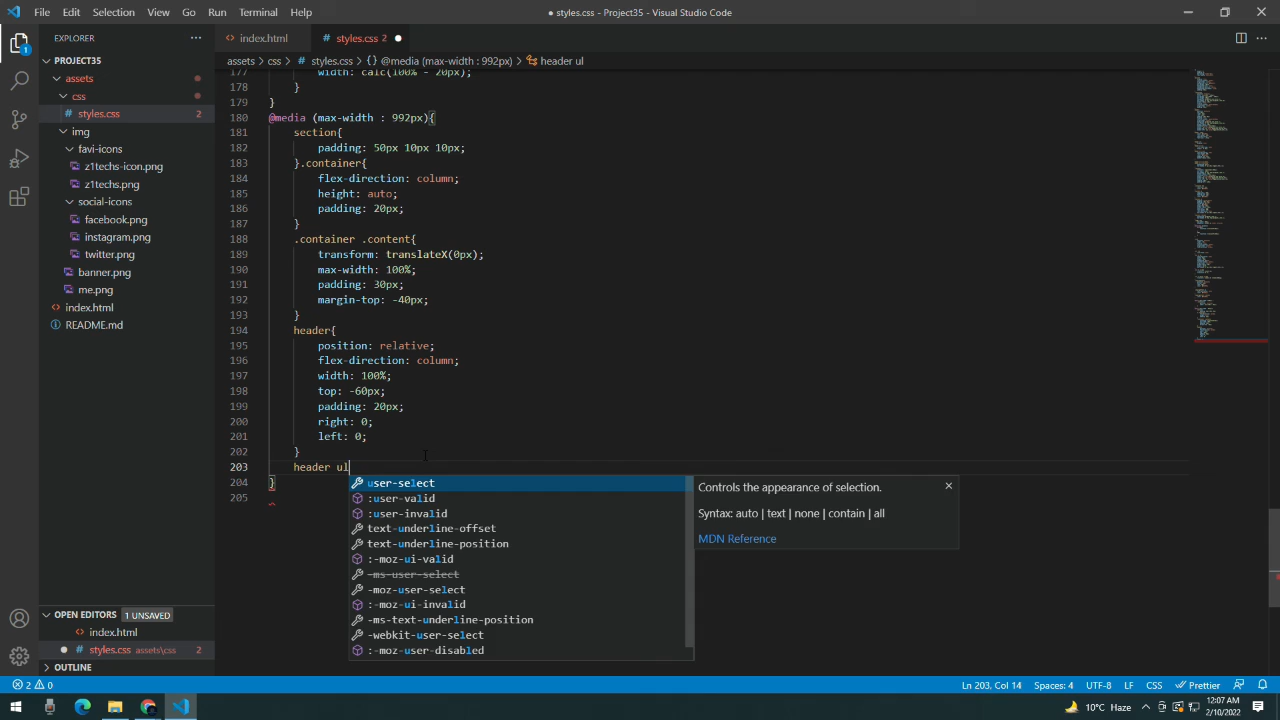 File Edit Selection View Go Run Terminal Help
● styles.css - Project35 - Visual Studio Code
EXPLORER
PROJECT35
assets
css
# styles.css 2
img
favi-icons
z1techs-icon.png
z1techs.png
social-icons
facebook.png
instagram.png
twitter.png
banner.png
me.png
<> index.html
README.md
OPEN EDITORS 1 UNSAVED
<> index.html
● # styles.css assets\css 2
OUTLINE
<> index.html
# styles.css 2 ●
assets > css > # styles.css > {} @media (max-width : 992px) > header ul
177 width: calc(100% - 20px);
178 }
179 }
180 @media (max-width : 992px){
181 section{
182 padding: 50px 10px 10px;
183 }.container{
184 flex-direction: column;
185 height: auto;
186 padding: 20px;
187 }
188 .container .content{
189 transform: translateX(0px);
190 max-width: 100%;
191 padding: 30px;
192 margin-top: -40px;
193 }
194 header{
195 position: relative;
196 flex-direction: column;
197 width: 100%;
198 top: -60px;
199 padding: 20px;
200 right: 0;
201 left: 0;
202 }
203 header ul
204 }
205
user-select
:user-valid
:user-invalid
text-underline-offset
text-underline-position
:-moz-ui-valid
-ms-user-select
-moz-user-select
:-moz-ui-invalid
-ms-text-underline-position
-webkit-user-select
:-moz-user-disabled
Controls the appearance of selection.
Syntax: auto | text | none | contain | all
MDN Reference
2 0
Ln 203, Col 14 Spaces: 4 UTF-8 LF CSS Prettier
10°C Haze
12:07 AM
2/10/2022